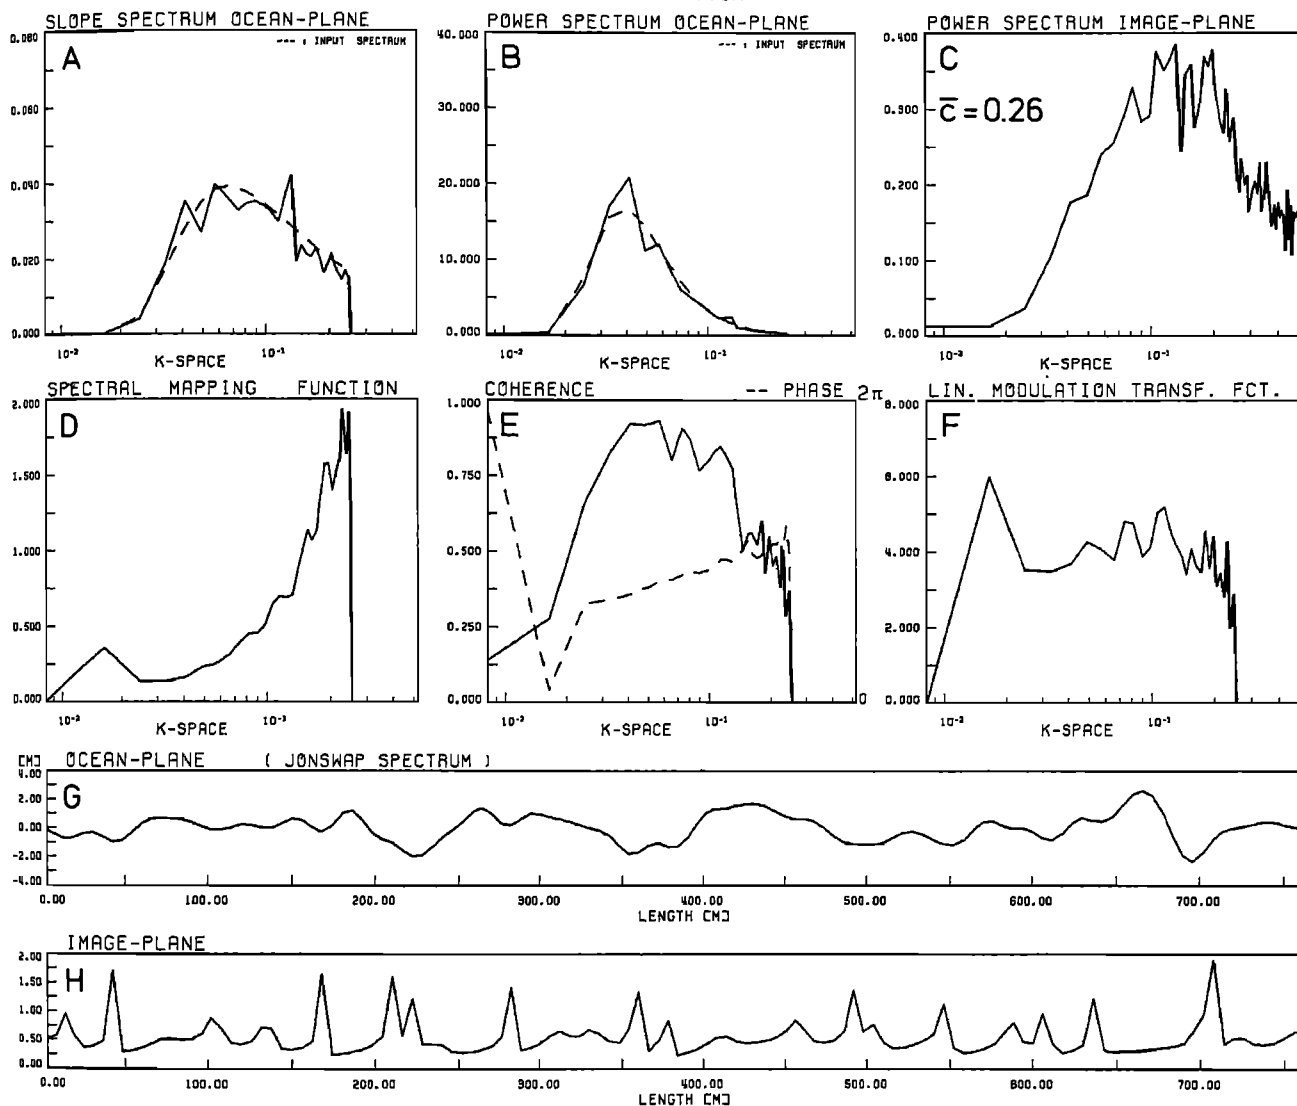 SLOPE SPECTRUM OCEAN-PLANE
A
--- : INPUT SPECTRUM
0.080
0.060
0.040
0.020
0.000
10⁻²
10⁻¹
K-SPACE
POWER SPECTRUM OCEAN-PLANE
B
--- : INPUT SPECTRUM
40.000
30.000
20.000
10.000
0.000
10⁻²
10⁻¹
K-SPACE
POWER SPECTRUM IMAGE-PLANE
C
c̅ = 0.26
0.400
0.300
0.200
0.100
0.000
10⁻²
10⁻¹
K-SPACE
SPECTRAL MAPPING FUNCTION
D
2.000
1.500
1.000
0.500
0.000
10⁻²
10⁻¹
K-SPACE
COHERENCE -- PHASE 2π
E
1.000
0.750
0.500
0.250
0.000
0
10⁻²
10⁻¹
K-SPACE
LIN. MODULATION TRANSF. FCT.
F
8.000
6.000
4.000
2.000
0.000
10⁻²
10⁻¹
K-SPACE
[M] OCEAN-PLANE ( JONSWAP SPECTRUM )
G
4.00
2.00
0.00
-2.00
-4.00
0.00 100.00 200.00 300.00 400.00 500.00 600.00 700.00
LENGTH [M]
IMAGE-PLANE
H
2.00
1.50
1.00
0.50
0.00
0.00 100.00 200.00 300.00 400.00 500.00 600.00 700.00
LENGTH [M]